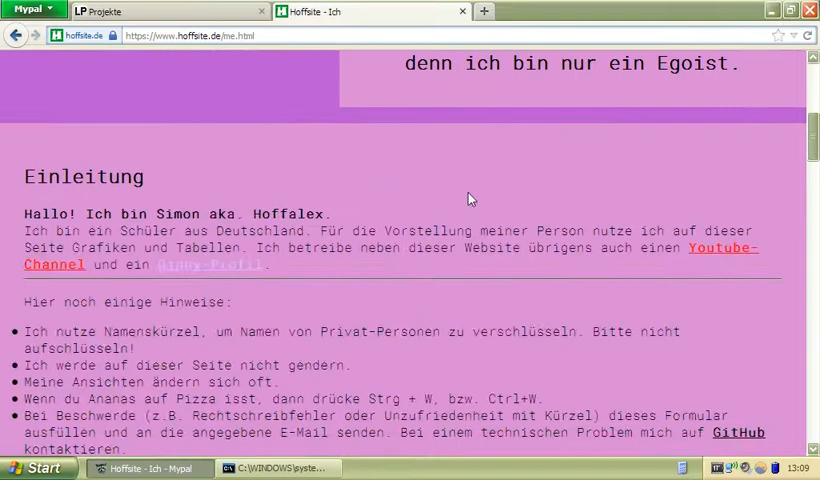 Mypal
LP Projekte
Hoffsite - Ich
hoffsite.de
https://www.hoffsite.de/me.html
denn ich bin nur ein Egoist.
Einleitung
Hallo! Ich bin Simon aka. Hoffalex.
Ich bin ein Schüler aus Deutschland. Für die Vorstellung meiner Person nutze ich auf dieser
Seite Grafiken und Tabellen. Ich betreibe neben dieser Website übrigens auch einen Youtube-
Channel und ein
Hier noch einige Hinweise:
Ich nutze Namenskürzel, um Namen von Privat-Personen zu verschlüsseln. Bitte nicht
aufschlüsseln!
Ich werde auf dieser Seite nicht gendern.
Meine Ansichten ändern sich oft.
Wenn du Ananas auf Pizza isst, dann drücke Strg + W, bzw. Ctrl+W.
Bei Beschwerde (z.B. Rechtschreibfehler oder Unzufriedenheit mit Kürzel) dieses Formular
ausfüllen und an die angegebene E-Mail senden. Bei einem technischen Problem mich auf GitHub
kontaktieren.
Start
Hoffsite - Ich - Mypal
C:\WINDOWS\syste...
13:09